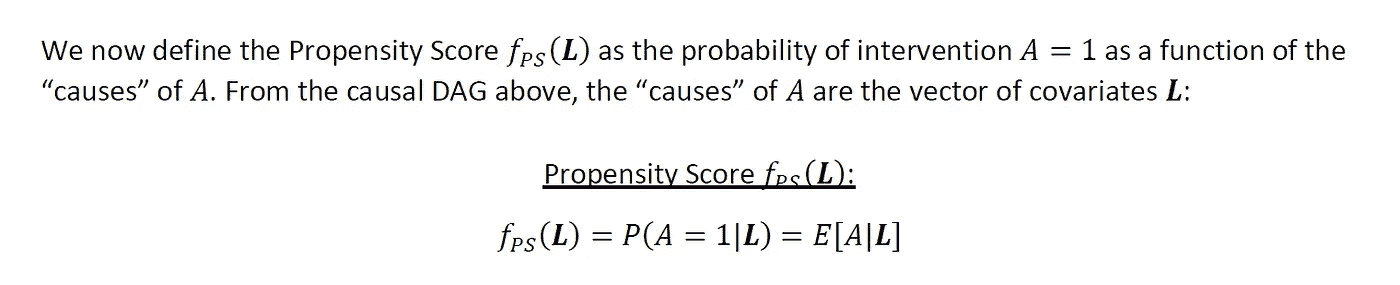 We now define the Propensity Score f_PS(L) as the probability of intervention A = 1 as a function of the
“causes” of A. From the causal DAG above, the “causes” of A are the vector of covariates L:
Propensity Score f_PS(L):
f_PS(L) = P(A = 1|L) = E[A|L]